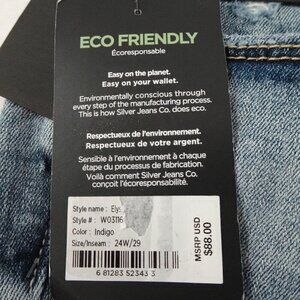 ECO FRIENDLY
Écoresponsable
Easy on the planet.
Easy on your wallet.
Environmentally conscious through
every step of the manufacturing process.
This is how Silver Jeans Co. does eco.
Respectueux de l'environnement.
Respectueux de votre argent.
Sensible à l'environnement à chaque
étape du processus de fabrication.
Voilà comment Silver Jeans Co.
conçoit l'écoresponsabilité.
Style name :
Style # : W03116
Color : Indigo
Size/Inseam : 24W/29
6 81283 52343 3
MSRP USD
$88.00